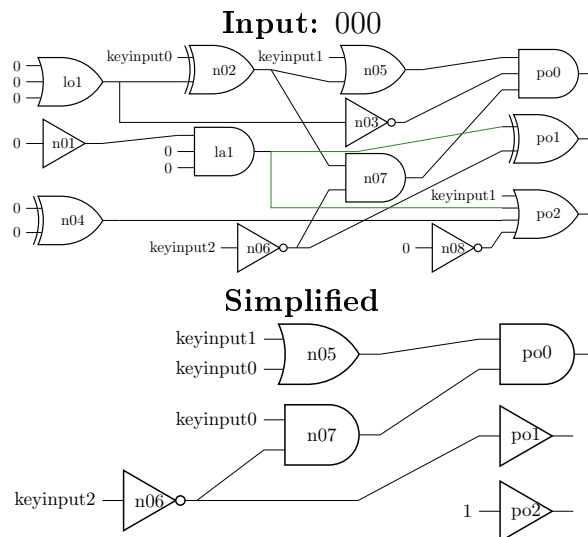 Input: 000
keyinput0 keyinput1
0 0 0 lo1 n02 n05 po0
n03
0 n01 0 0 la1 po1
n07
keyinput1
0 0 n04 po2
keyinput2 n06 0 n08
Simplified
keyinput1
keyinput0 n05 po0
keyinput0 n07
po1
keyinput2 n06
1 po2